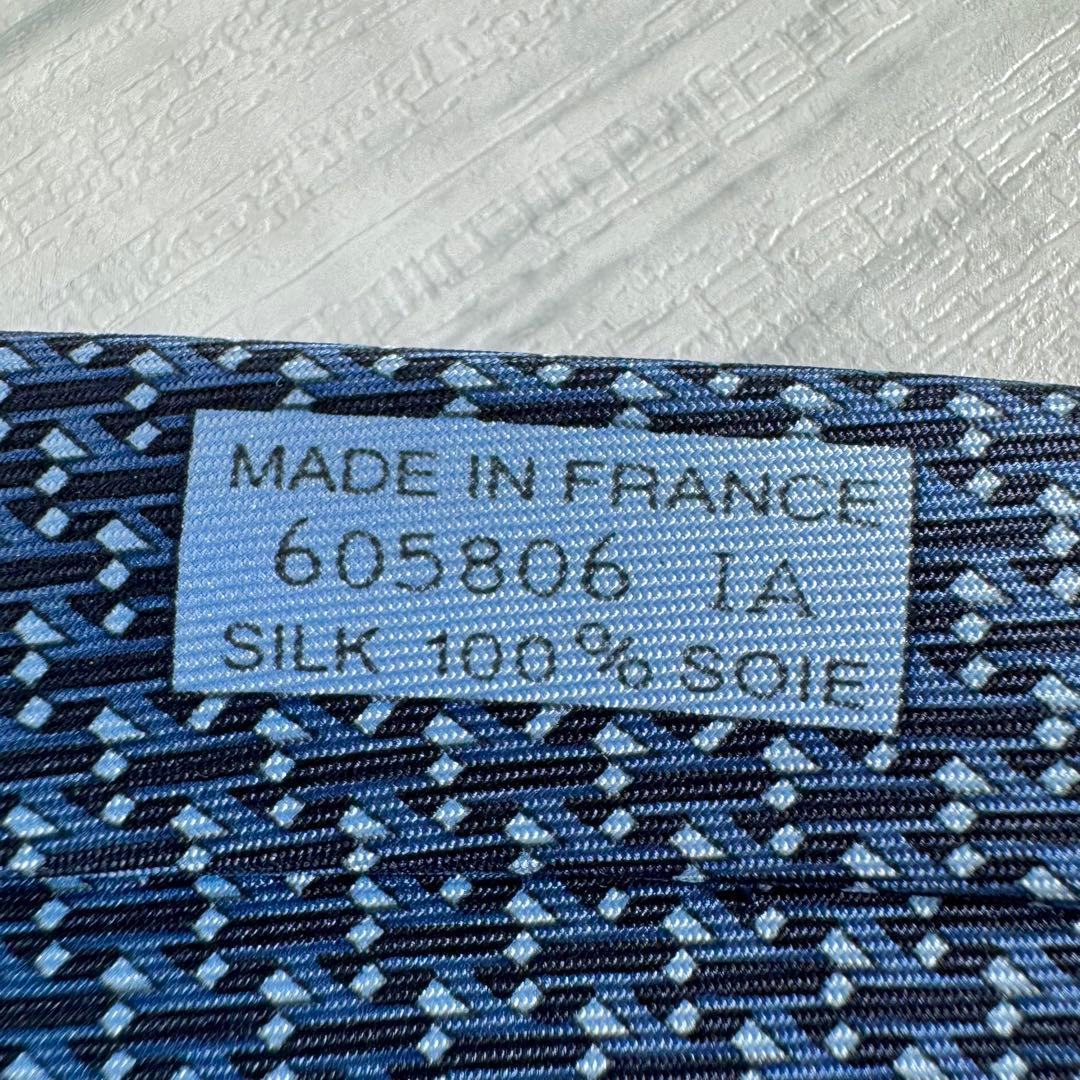 MADE IN FRANCE
605806 IA
SILK 100% SOIE